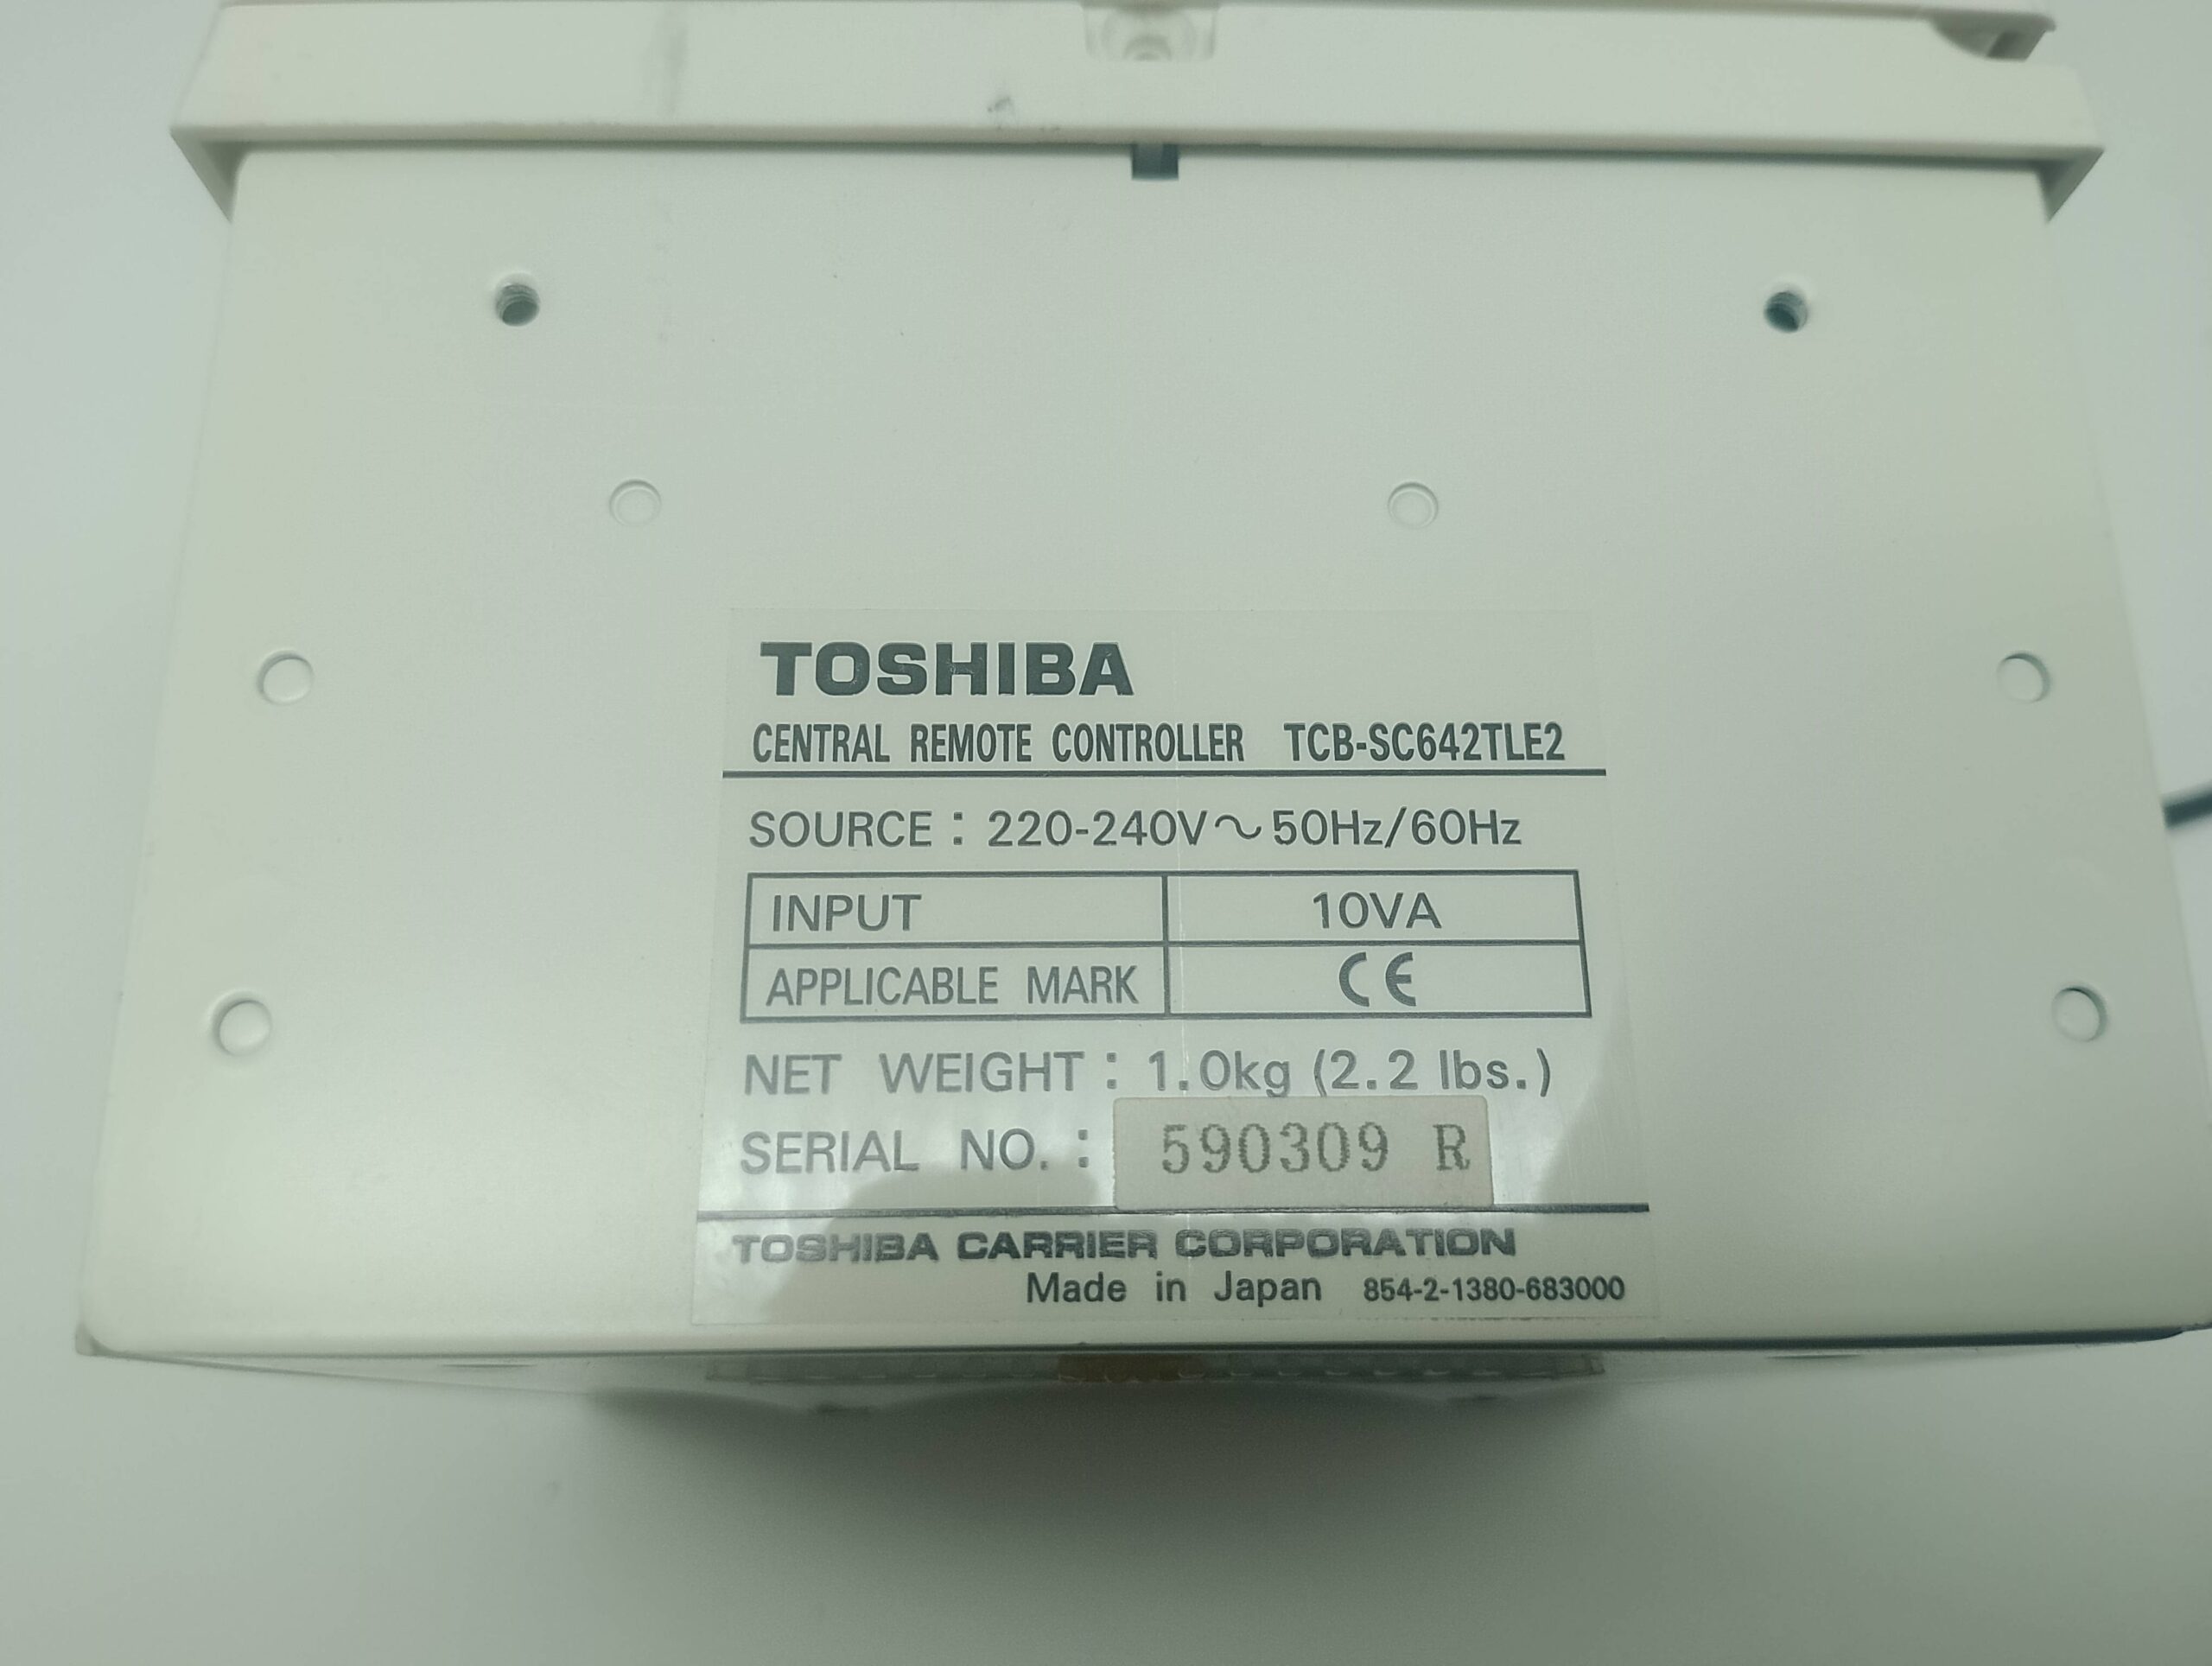 TOSHIBA
CENTRAL REMOTE CONTROLLER TCB-SC642TLE2
SOURCE : 220-240V～50Hz/60Hz
INPUT 10VA
APPLICABLE MARK CE
NET WEIGHT : 1.0kg (2.2 lbs.)
SERIAL NO. : 590309 R
TOSHIBA CARRIER CORPORATION
Made in Japan 854-2-1380-683000